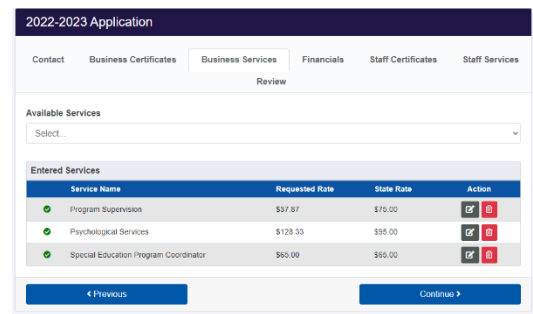 2022-2023 Application
Contact Business Certificates Business Services Financials Staff Certificates Staff Services
Review
Available Services
Select...
Entered Services
Service Name Requested Rate State Rate Action
Program Supervision $37.87 $75.00
Psychological Services $128.33 $95.00
Special Education Program Coordinator $65.00 $65.00
Previous Continue